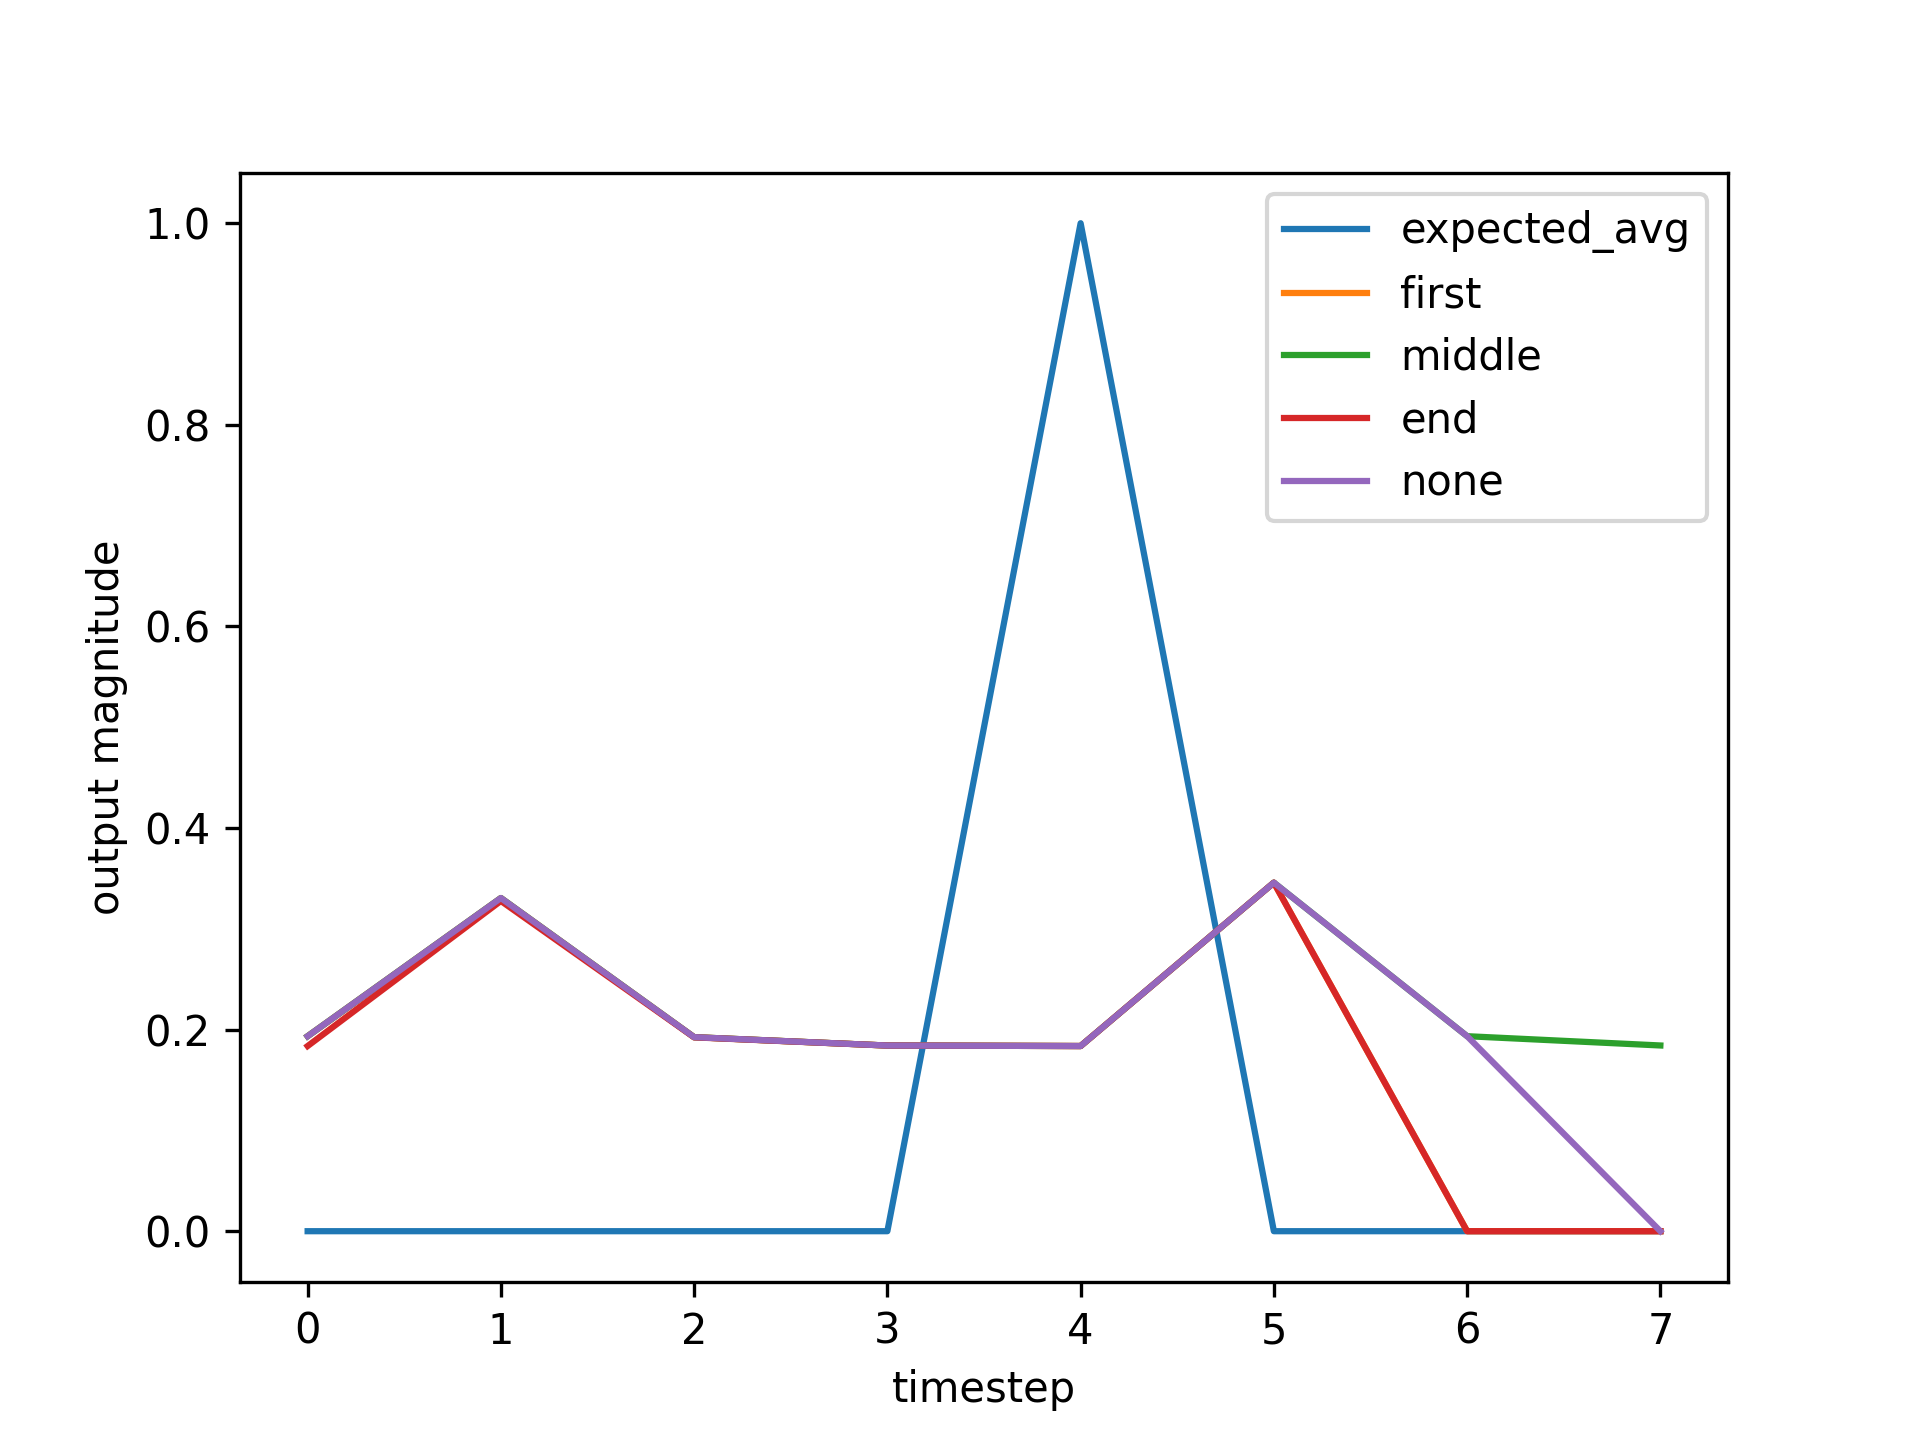 1.0
0.8
0.6
0.4
0.2
0.0
output magnitude
expected_avg
first
middle
end
none
0 1 2 3 4 5 6 7
timestep